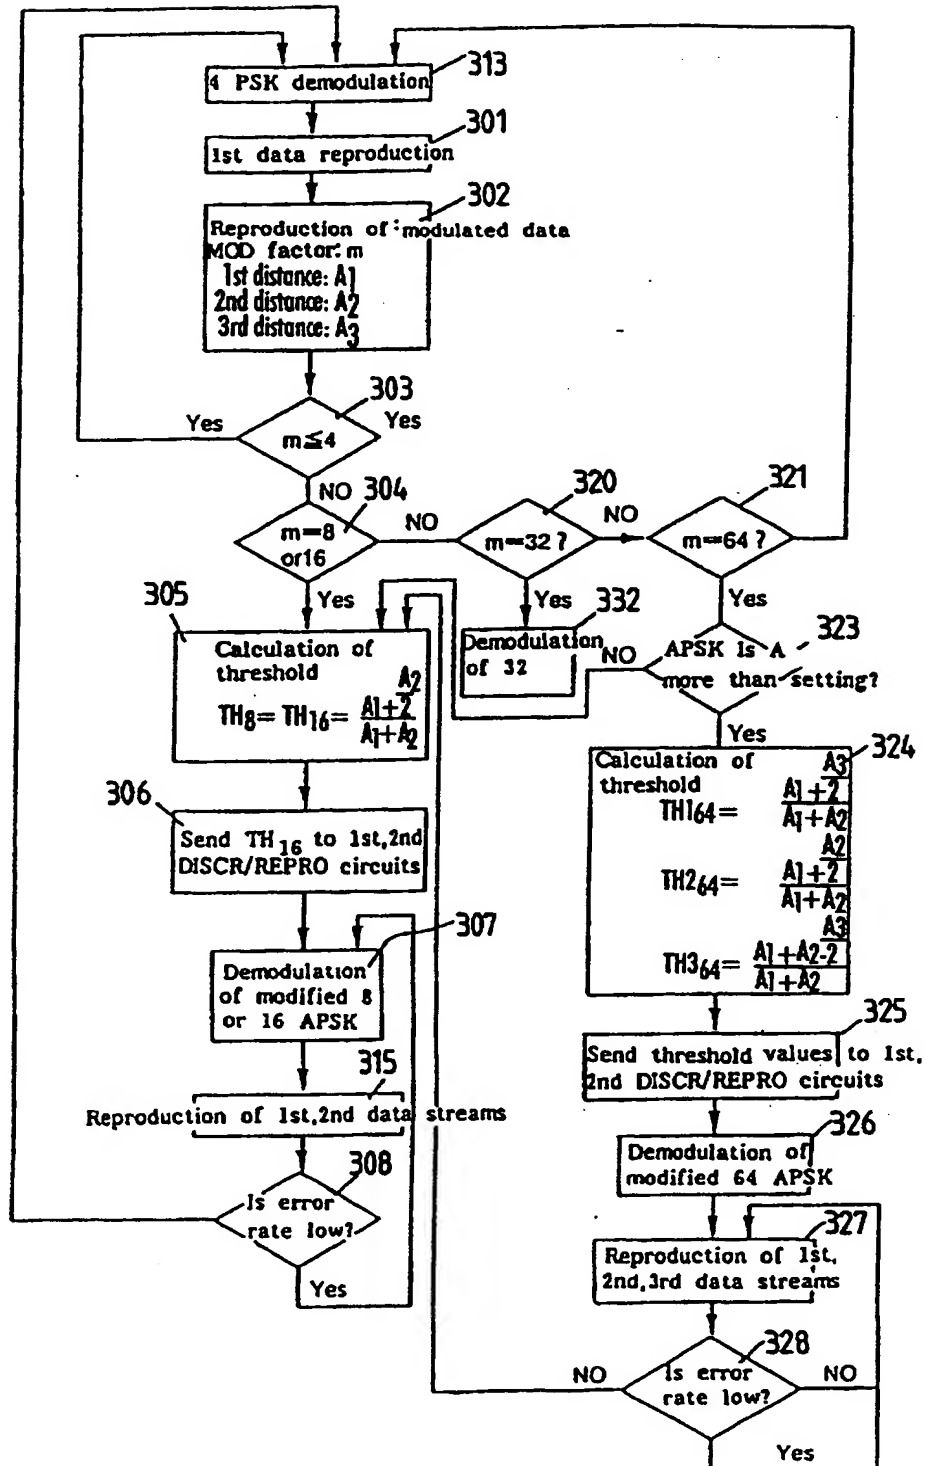 313
4 PSK demodulation
301
1st data reproduction
302
Reproduction of modulated data
MOD factor: m
1st distance: A1
2nd distance: A2
3rd distance: A3
303
Yes
Yes
m≦4
NO
304
m=8
or16
NO
320
m=32 ?
NO
321
m=64 ?
305
Yes
Calculation of
threshold
A2
TH8= TH16= A1+2
A1+A2
Yes
332
Demodulation
of 32
Yes
323
APSK is A
more than setting?
NO
Yes
324
Calculation of
threshold
A3
TH164= A1+2
A1+A2
A2
TH264= A1+2
A1+A2
A3
TH364= A1+A2-2
A1+A2
306
Send TH16 to 1st,2nd
DISCR/REPRO circuits
307
Demodulation
of modified 8
or 16 APSK
315
Reproduction of 1st,2nd data streams
308
Is error
rate low?
Yes
325
Send threshold values to 1st,
2nd DISCR/REPRO circuits
326
Demodulation of
modified 64 APSK
327
Reproduction of 1st,
2nd,3rd data streams
328
NO
Is error
rate low?
NO
Yes